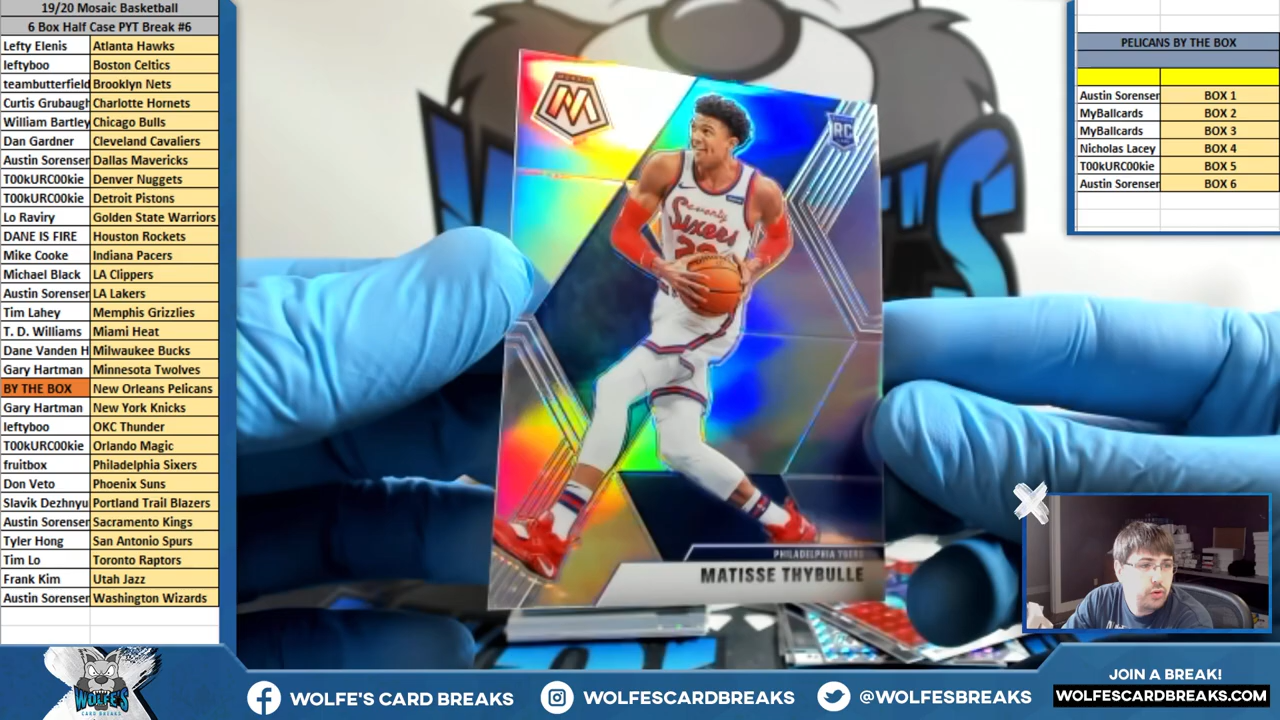 19/20 Mosaic Basketball
6 Box Half Case PYT Break #6
Lefty Elenis Atlanta Hawks
leftyboo Boston Celtics
teambutterfield Brooklyn Nets
Curtis Grubaugh Charlotte Hornets
William Bartley Chicago Bulls
Dan Gardner Cleveland Cavaliers
Austin Sorensen Dallas Mavericks
T00kURC00kie Denver Nuggets
T00kURC00kie Detroit Pistons
Lo Raviry Golden State Warriors
DANE IS FIRE Houston Rockets
Mike Cooke Indiana Pacers
Michael Black LA Clippers
Austin Sorensen LA Lakers
Tim Lahey Memphis Grizzlies
T. D. Williams Miami Heat
Dane Vanden H Milwaukee Bucks
Gary Hartman Minnesota Twolves
BY THE BOX New Orleans Pelicans
Gary Hartman New York Knicks
leftyboo OKC Thunder
T00kURC00kie Orlando Magic
fruitbox Philadelphia Sixers
Don Veto Phoenix Suns
Slavik Dezhnyu Portland Trail Blazers
Austin Sorensen Sacramento Kings
Tyler Hong San Antonio Spurs
Tim Lo Toronto Raptors
Frank Kim Utah Jazz
Austin Sorensen Washington Wizards
PELICANS BY THE BOX
Austin Sorensen BOX 1
MyBallcards BOX 2
MyBallcards BOX 3
Nicholas Lacey BOX 4
T00kURC00kie BOX 5
Austin Sorensen BOX 6
MOSAIC
RC
Seventy
Sixers
22
PHILADELPHIA 76ERS
MATISSE THYBULLE
WOLFE'S
CARD BREAKS
WOLFE'S CARD BREAKS
WOLFESCARDBREAKS
@WOLFESBREAKS
JOIN A BREAK!
WOLFESCARDBREAKS.COM